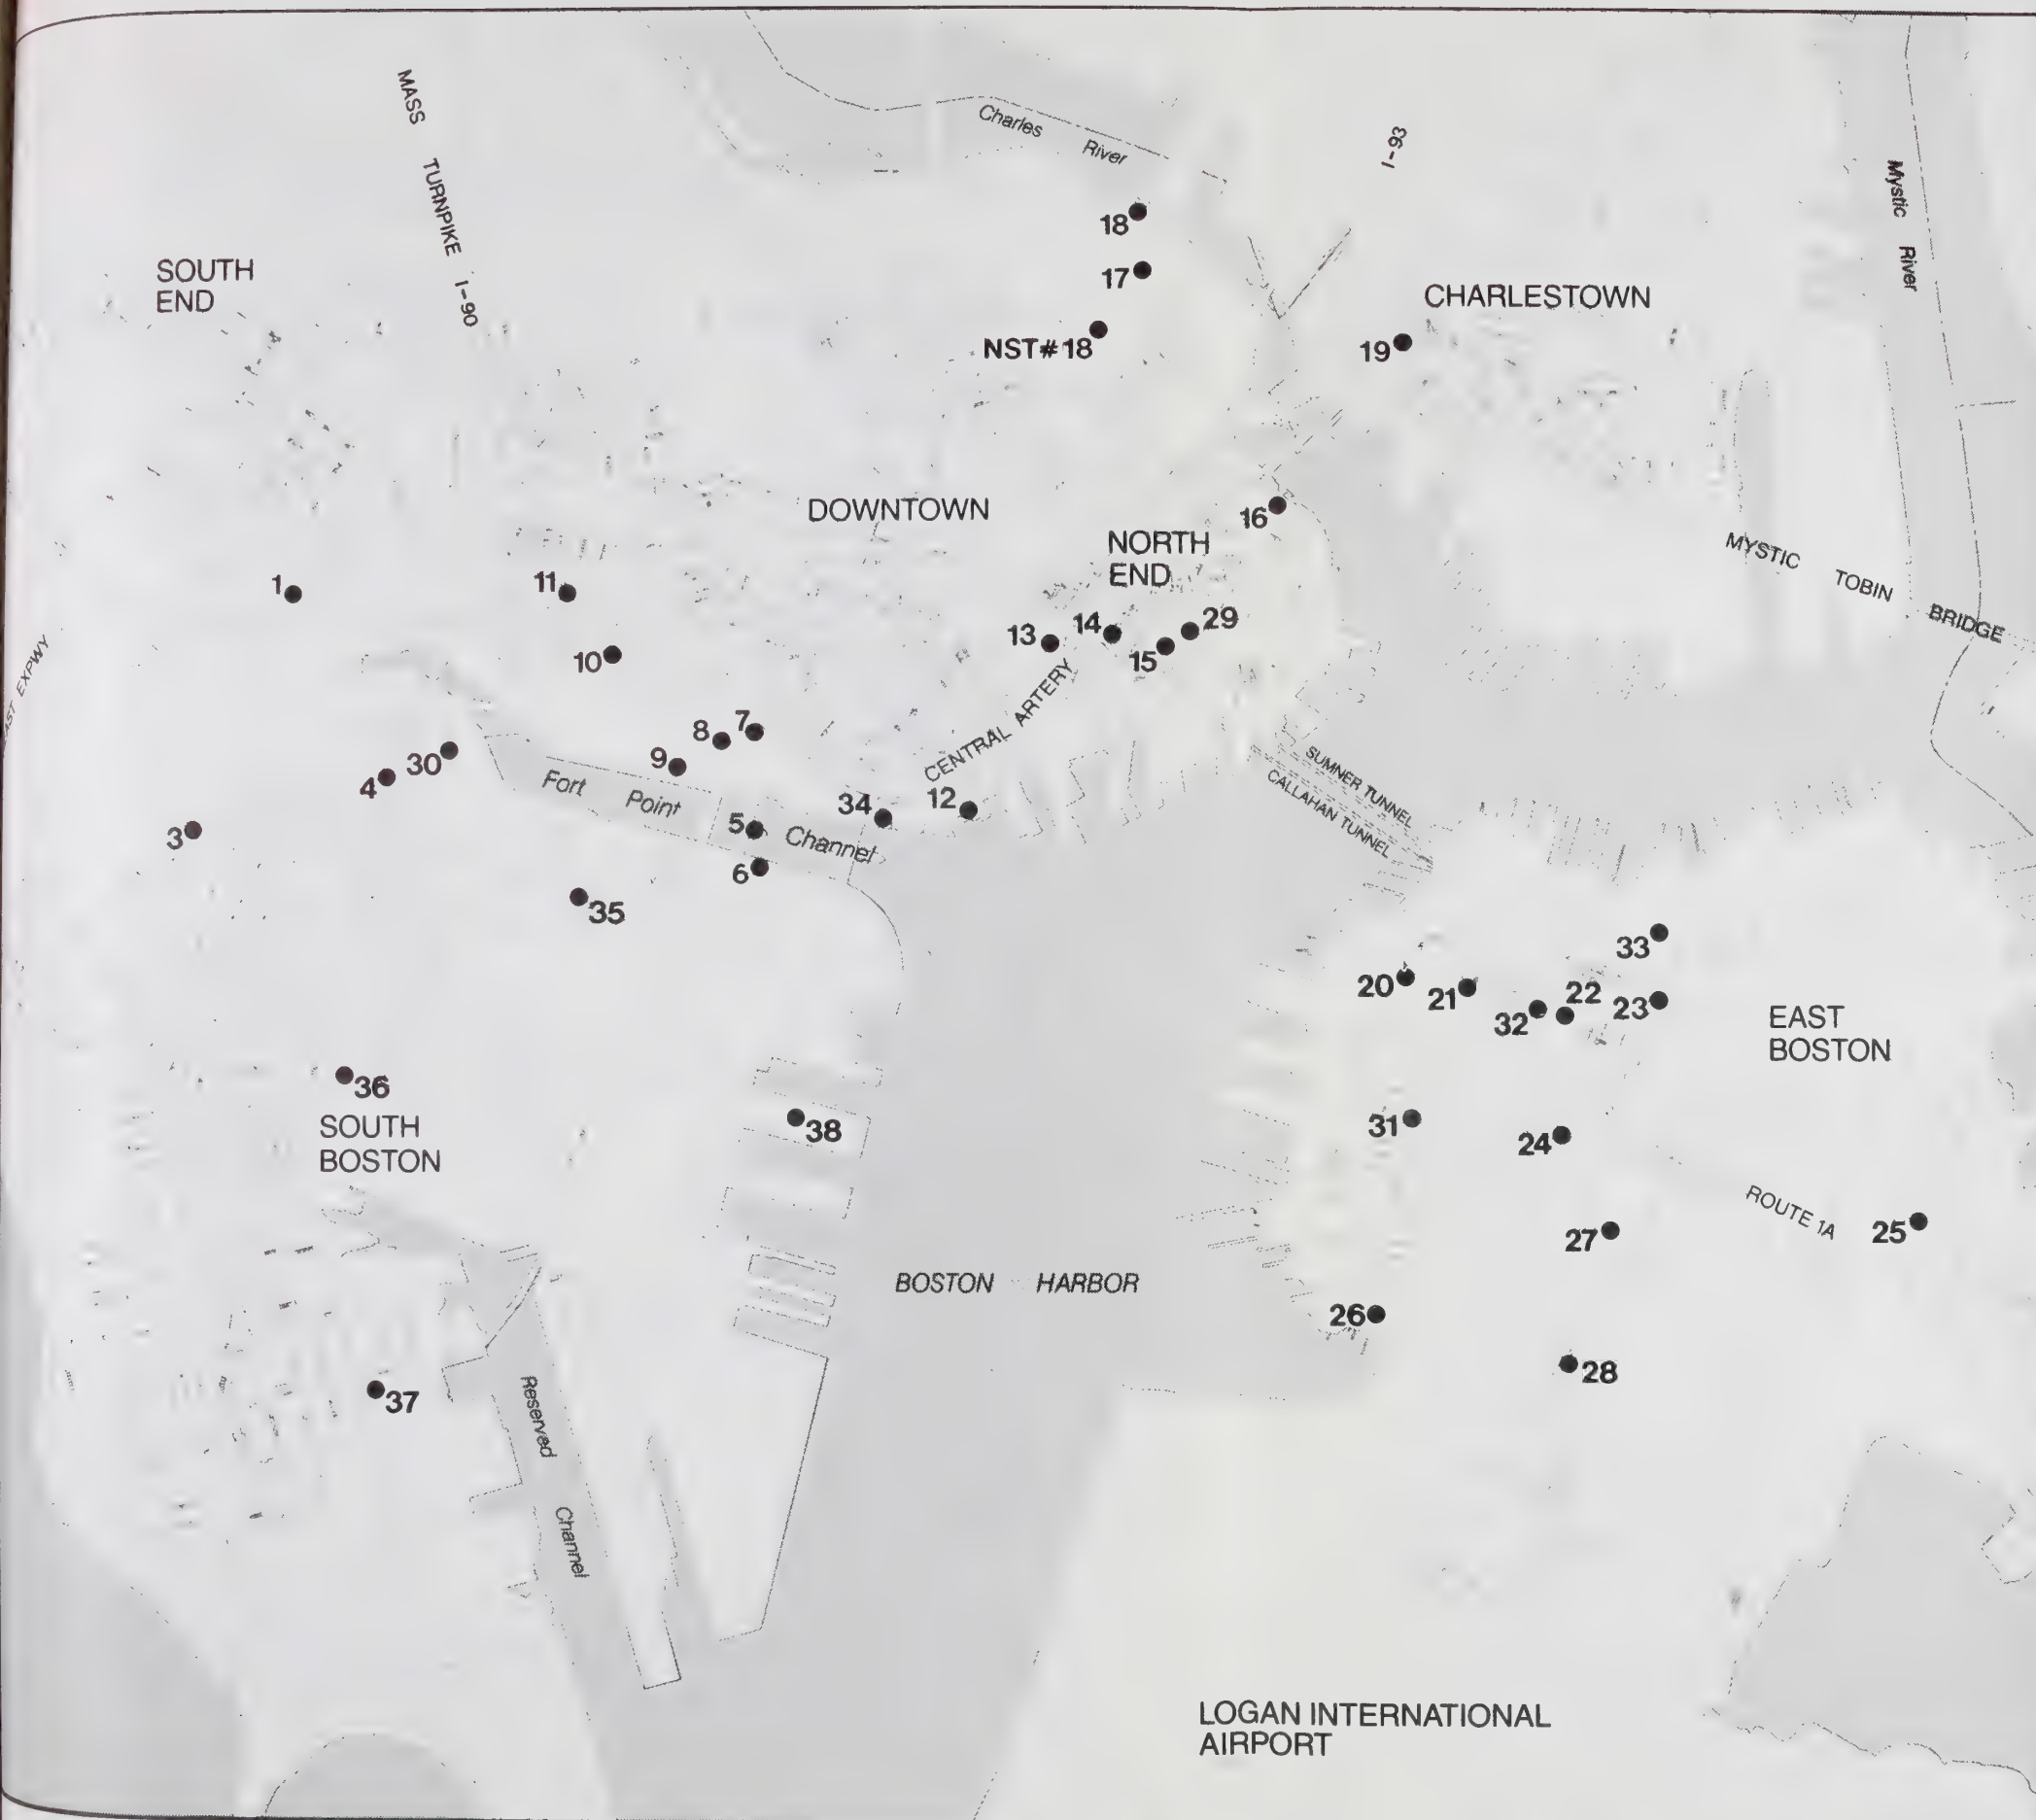 MASS TURNPIKE I-90
Charles River
I-93
Mystic River
18
17
SOUTH
END
CHARLESTOWN
NST#18
19
DOWNTOWN
16
NORTH
END
MYSTIC TOBIN BRIDGE
1
11
13
14
29
15
10
EXPWY
CENTRAL ARTERY
8
7
9
30
4
Fort Point Channel
34
12
5
3
6
SUMNER TUNNEL
CALLAHAN TUNNEL
35
33
20
21
32
22
23
EAST
BOSTON
36
SOUTH
BOSTON
38
31
24
ROUTE 1A
25
27
BOSTON HARBOR
26
28
37
Reserved Channel
LOGAN INTERNATIONAL
AIRPORT